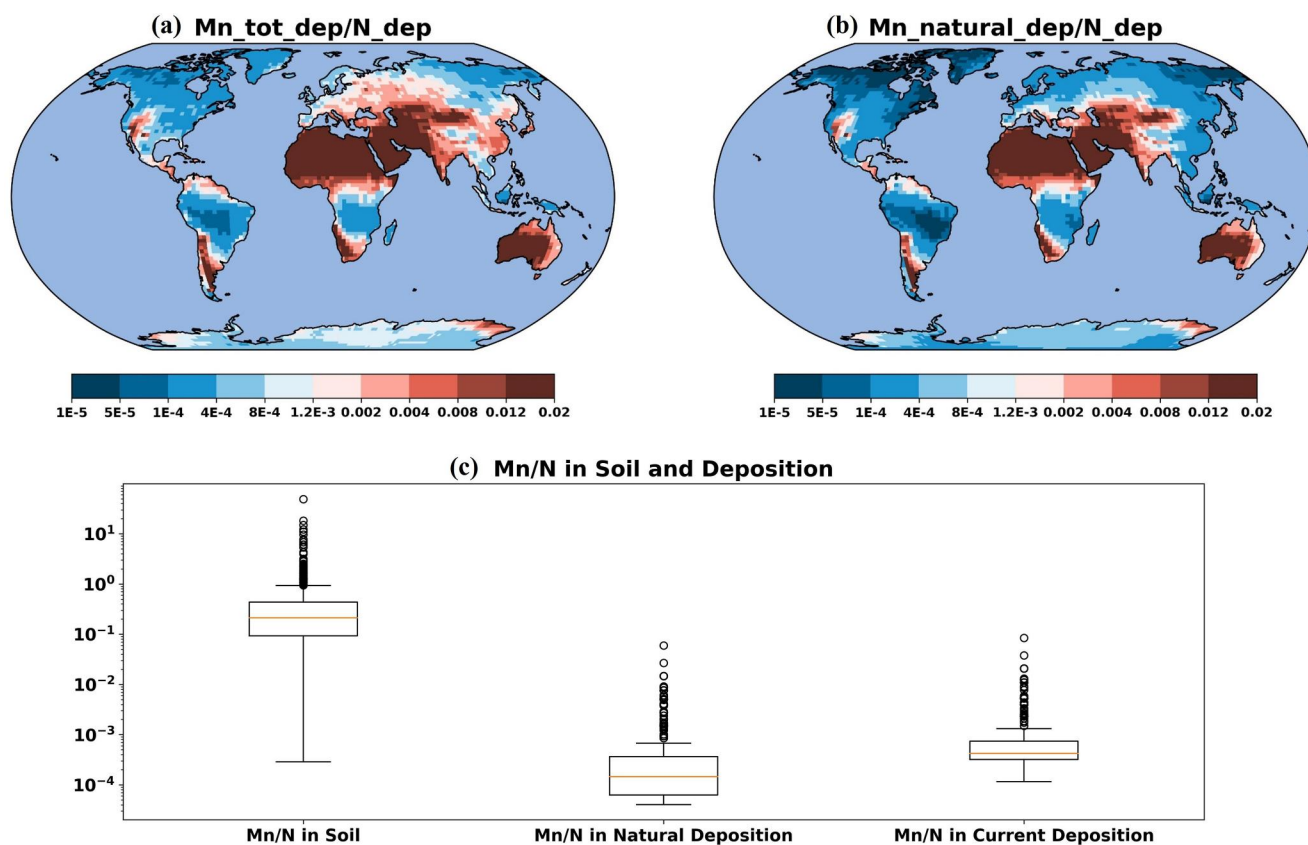 (a) Mn_tot_dep/N_dep
(b) Mn_natural_dep/N_dep
1E-5 5E-5 1E-4 4E-4 8E-4 1.2E-3 0.002 0.004 0.008 0.012 0.02
1E-5 5E-5 1E-4 4E-4 8E-4 1.2E-3 0.002 0.004 0.008 0.012 0.02
(c) Mn/N in Soil and Deposition
10¹
10⁰
10⁻¹
10⁻²
10⁻³
10⁻⁴
Mn/N in Soil
Mn/N in Natural Deposition
Mn/N in Current Deposition